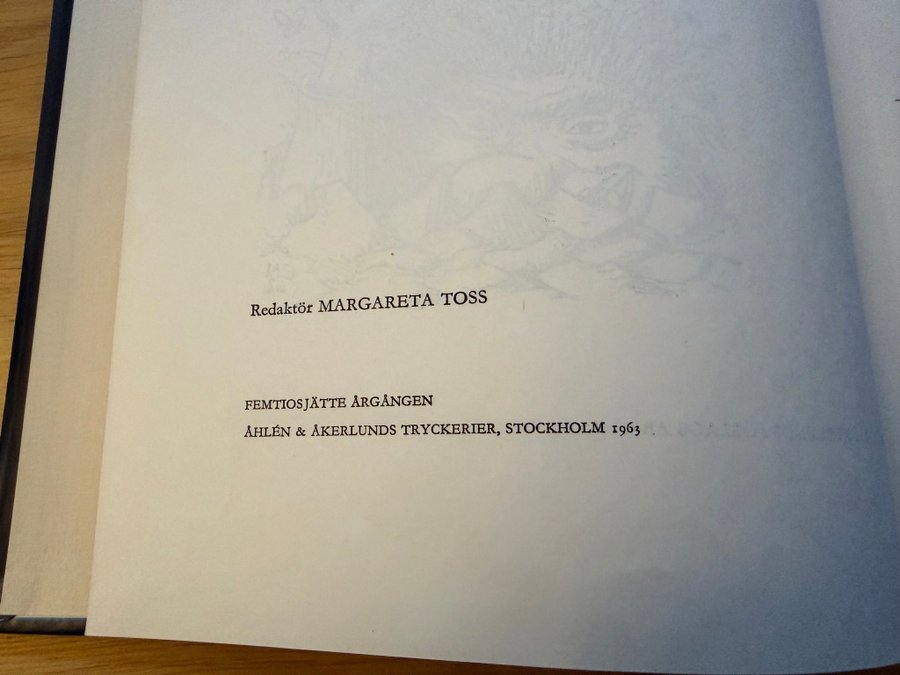 Redaktör MARGARETA TOSS
FEMTIOSJÄTTE ÅRGÅNGEN
ÅHLÉN & ÅKERLUNDS TRYCKERIER, STOCKHOLM 1963